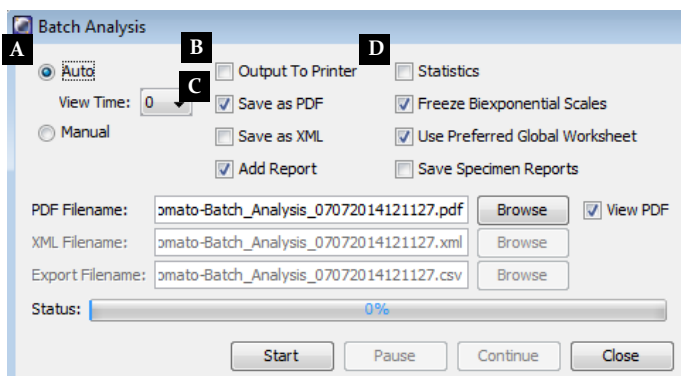 Batch Analysis
A
B
D
Auto
Output To Printer
Statistics
C
View Time: 0
Save as PDF
Freeze Biexponential Scales
Manual
Save as XML
Use Preferred Global Worksheet
Add Report
Save Specimen Reports
PDF Filename: omato-Batch_Analysis_07072014121127.pdf Browse View PDF
XML Filename: omato-Batch_Analysis_07072014121127.xml Browse
Export Filename: omato-Batch_Analysis_07072014121127.csv Browse
Status: 0%
Start Pause Continue Close